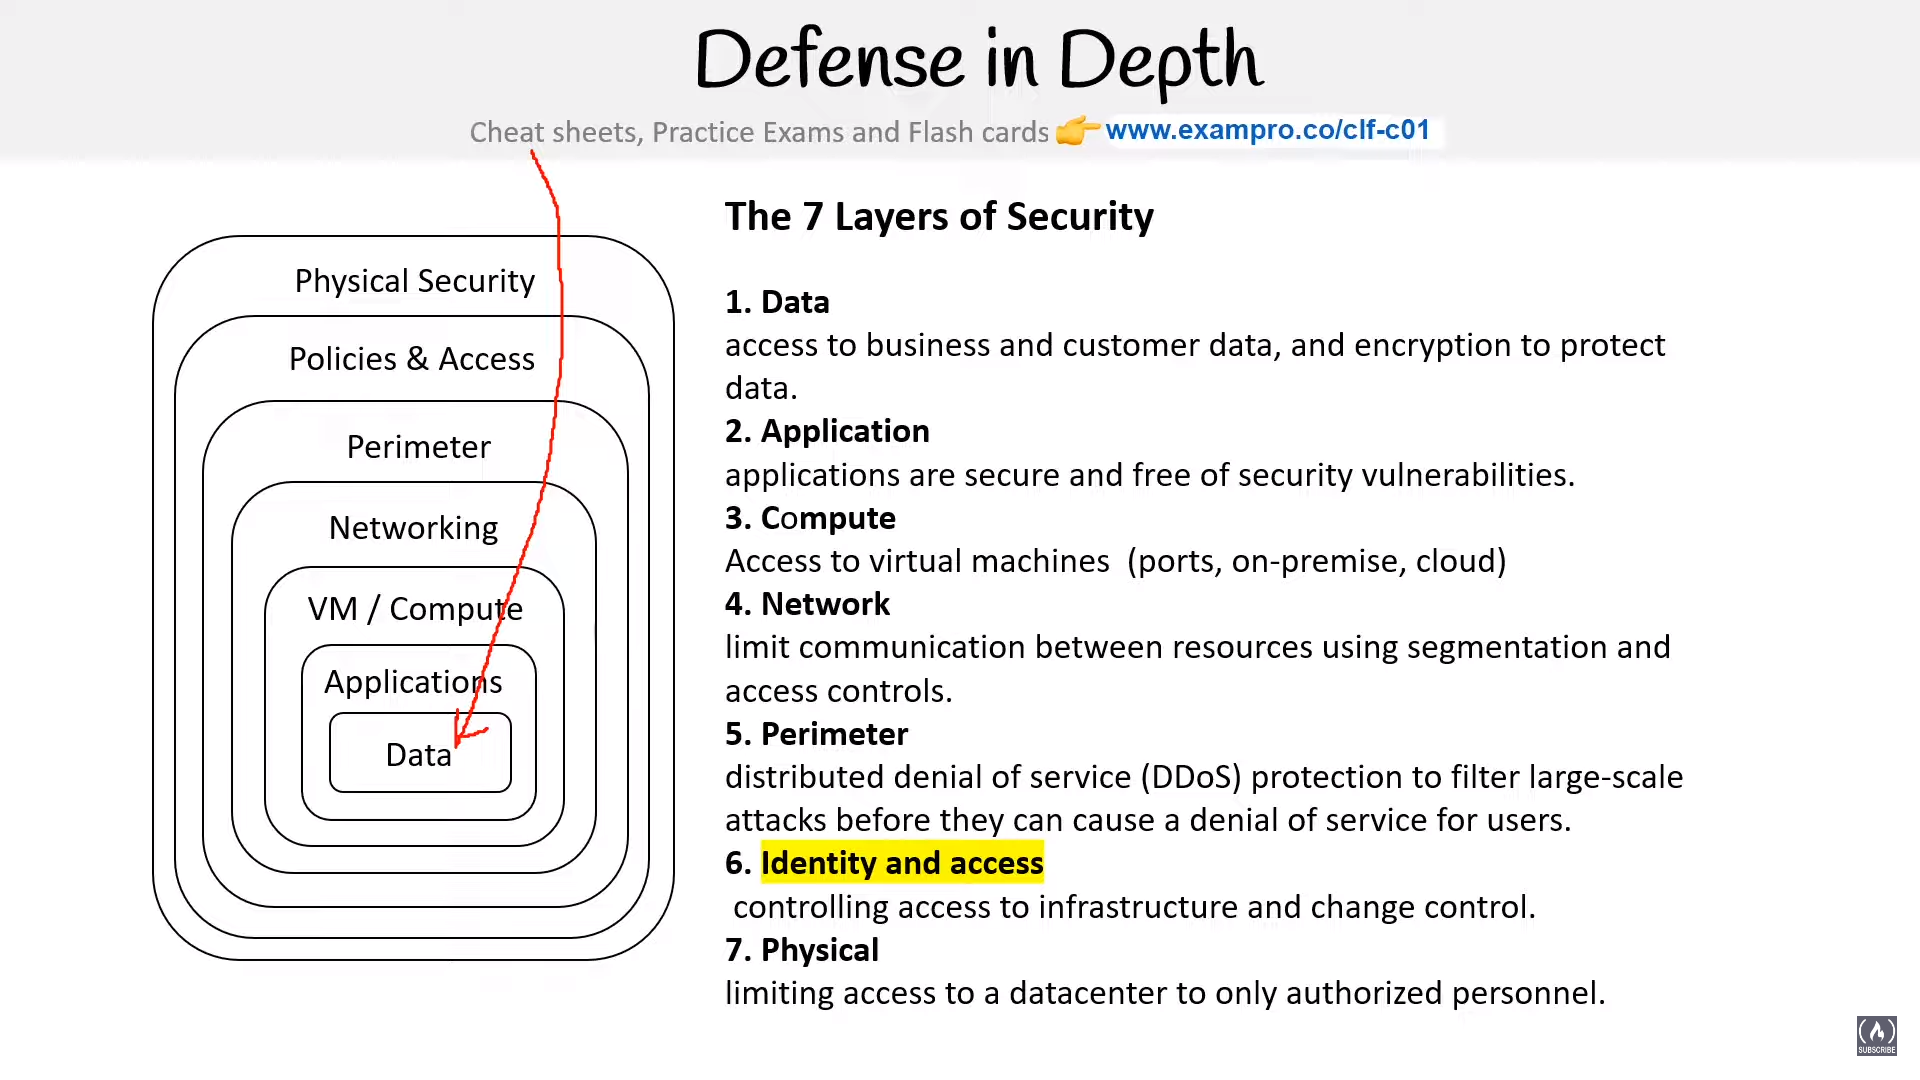 Defense in Depth
Cheat sheets, Practice Exams and Flash cards 👉 www.exampro.co/clf-c01
Physical Security
Policies & Access
Perimeter
Networking
VM / Compute
Applications
Data
The 7 Layers of Security
1. Data
access to business and customer data, and encryption to protect
data.
2. Application
applications are secure and free of security vulnerabilities.
3. Compute
Access to virtual machines (ports, on-premise, cloud)
4. Network
limit communication between resources using segmentation and
access controls.
5. Perimeter
distributed denial of service (DDoS) protection to filter large-scale
attacks before they can cause a denial of service for users.
6. Identity and access
controlling access to infrastructure and change control.
7. Physical
limiting access to a datacenter to only authorized personnel.
SUBSCRIBE